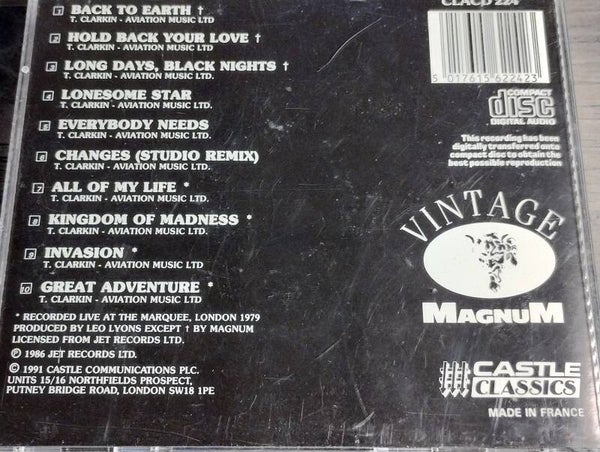 CLACD 224
1 BACK TO EARTH †
T. CLARKIN - AVIATION MUSIC LTD
2 HOLD BACK YOUR LOVE †
T. CLARKIN - AVIATION MUSIC LTD.
3 LONG DAYS, BLACK NIGHTS †
T. CLARKIN - AVIATION MUSIC LTD.
4 LONESOME STAR
T. CLARKIN - AVIATION MUSIC LTD.
5 EVERYBODY NEEDS
T. CLARKIN - AVIATION MUSIC LTD.
6 CHANGES (STUDIO REMIX)
T. CLARKIN - AVIATION MUSIC LTD.
7 ALL OF MY LIFE *
T. CLARKIN - AVIATION MUSIC LTD.
8 KINGDOM OF MADNESS *
T. CLARKIN - AVIATION MUSIC LTD.
9 INVASION *
T. CLARKIN - AVIATION MUSIC LTD.
10 GREAT ADVENTURE *
T. CLARKIN - AVIATION MUSIC LTD
* RECORDED LIVE AT THE MARQUEE, LONDON 1979
PRODUCED BY LEO LYONS EXCEPT † BY MAGNUM
LICENSED FROM JET RECORDS LTD.
℗ 1986 JET RECORDS LTD.
© 1991 CASTLE COMMUNICATIONS PLC.
UNITS 15/16 NORTHFIELDS PROSPECT,
PUTNEY BRIDGE ROAD, LONDON SW18 1PE
5 017615 622423
COMPACT
disc
DIGITAL AUDIO
This recording has been
digitally transferred onto
compact disc to obtain the
best possible reproduction
VINTAGE
MAGNUM
CASTLE
CLASSICS
MADE IN FRANCE